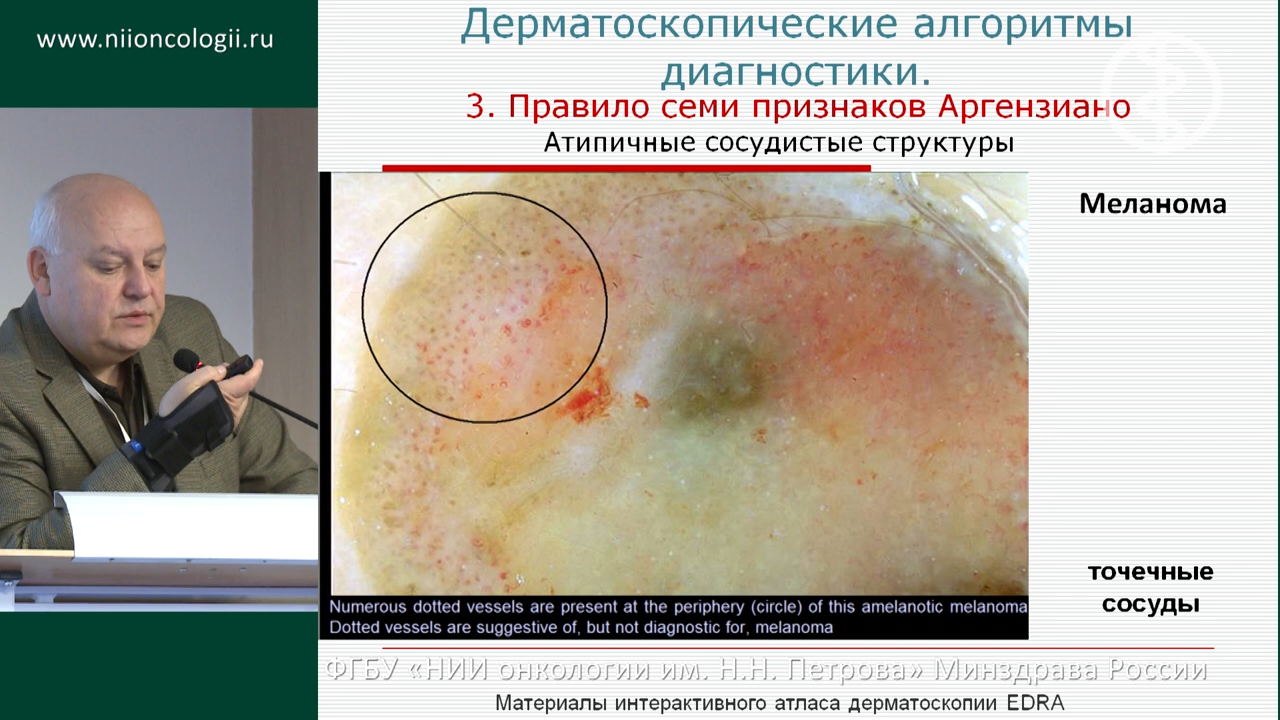 www.niioncologii.ru
Дерматоскопические алгоритмы
диагностики.
3. Правило семи признаков Аргензиано
Атипичные сосудистые структуры
Меланома
точечные
сосуды
Numerous dotted vessels are present at the periphery (circle) of this amelanotic melanoma
Dotted vessels are suggestive of, but not diagnostic for, melanoma
ФГБУ «НИИ онкологии им. Н.Н. Петрова» Минздрава России
Материалы интерактивного атласа дерматоскопии EDRA